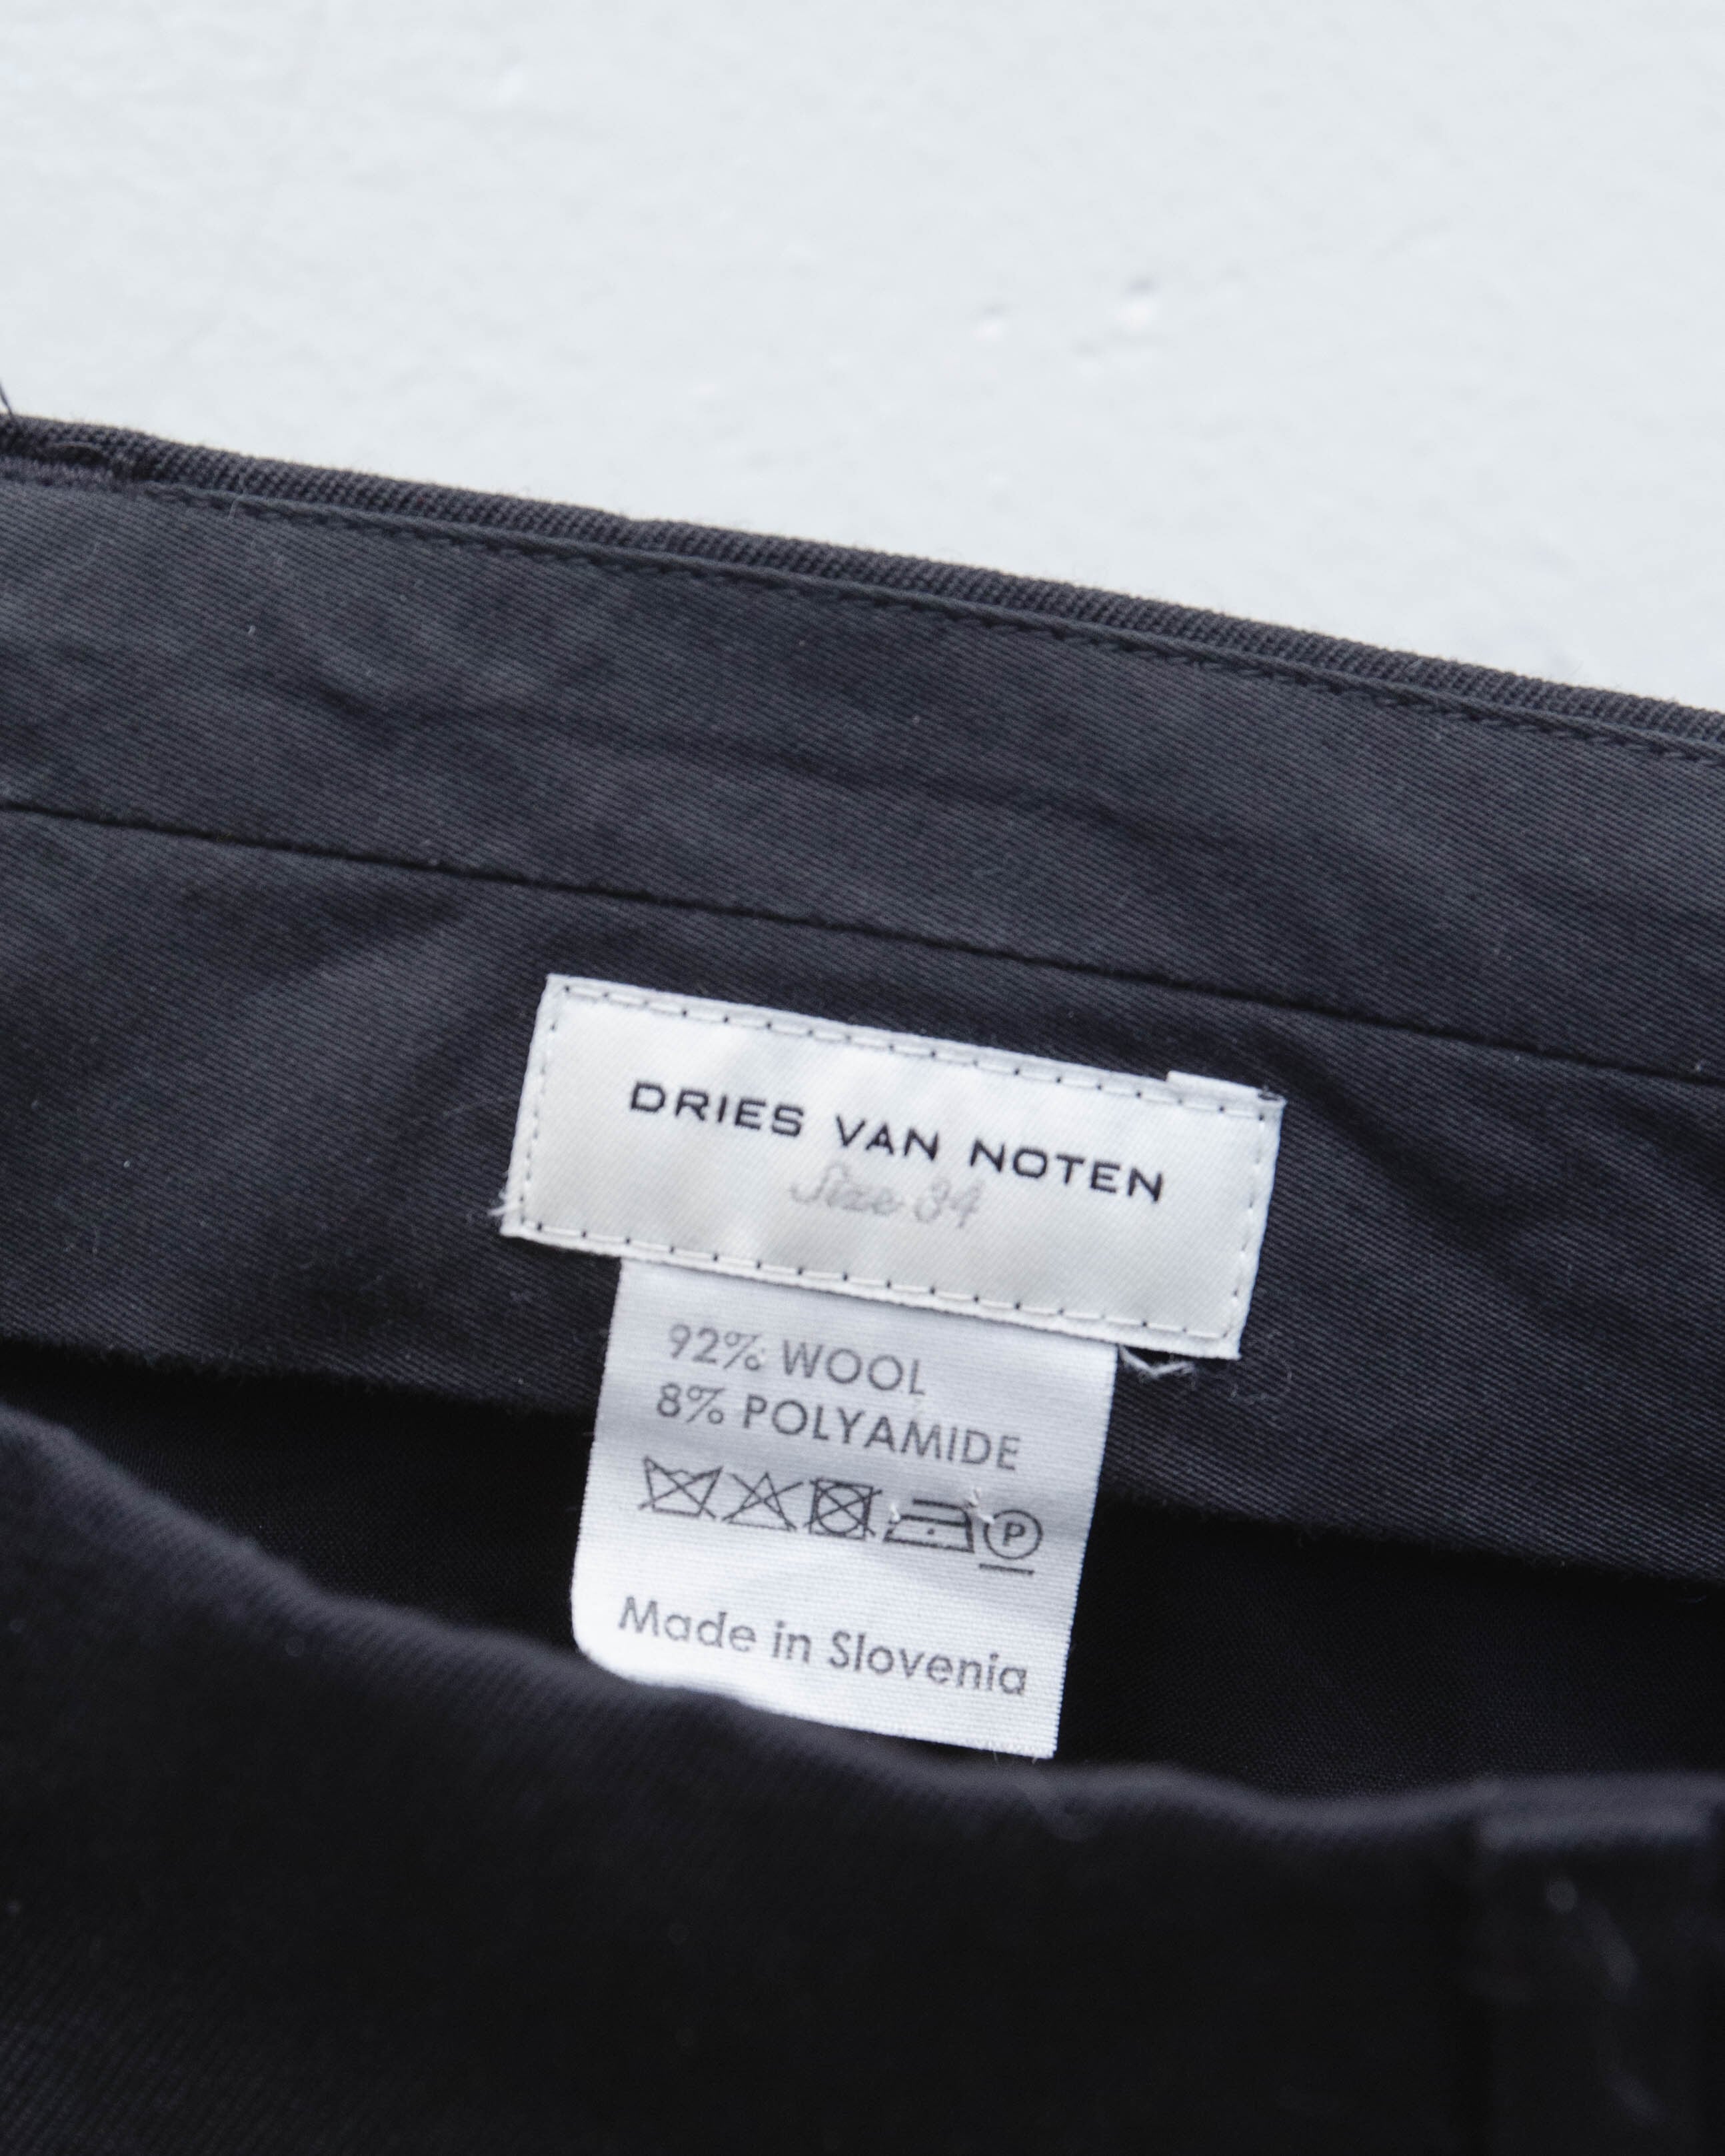 DRIES VAN NOTEN
Size 34
92% WOOL
8% POLYAMIDE
P
Made in Slovenia